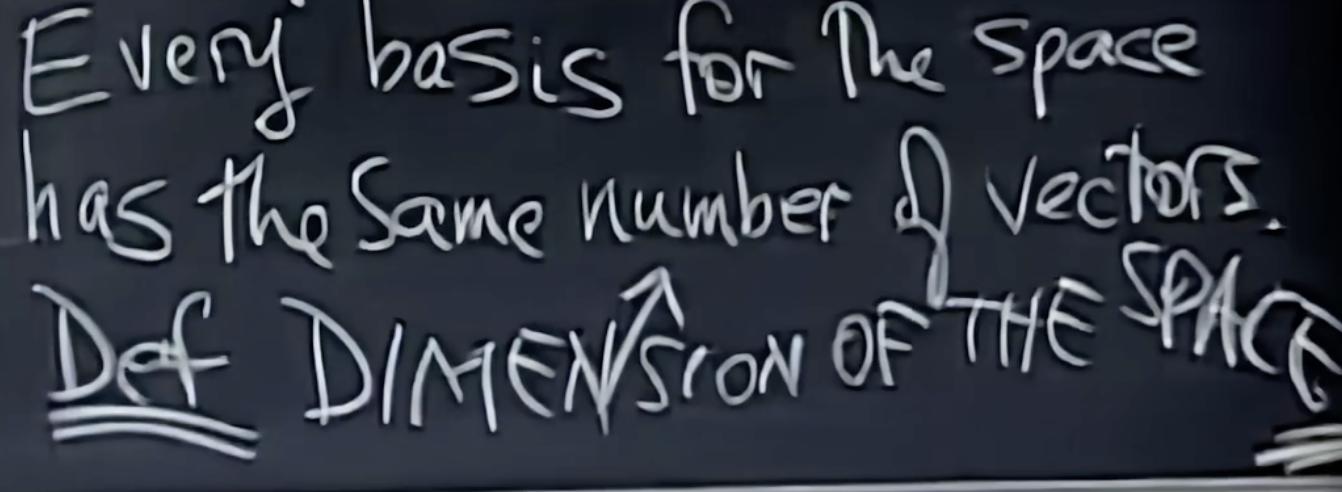 Every basis for the space
has the same number of vectors.
Def DIMENSION OF THE SPACE